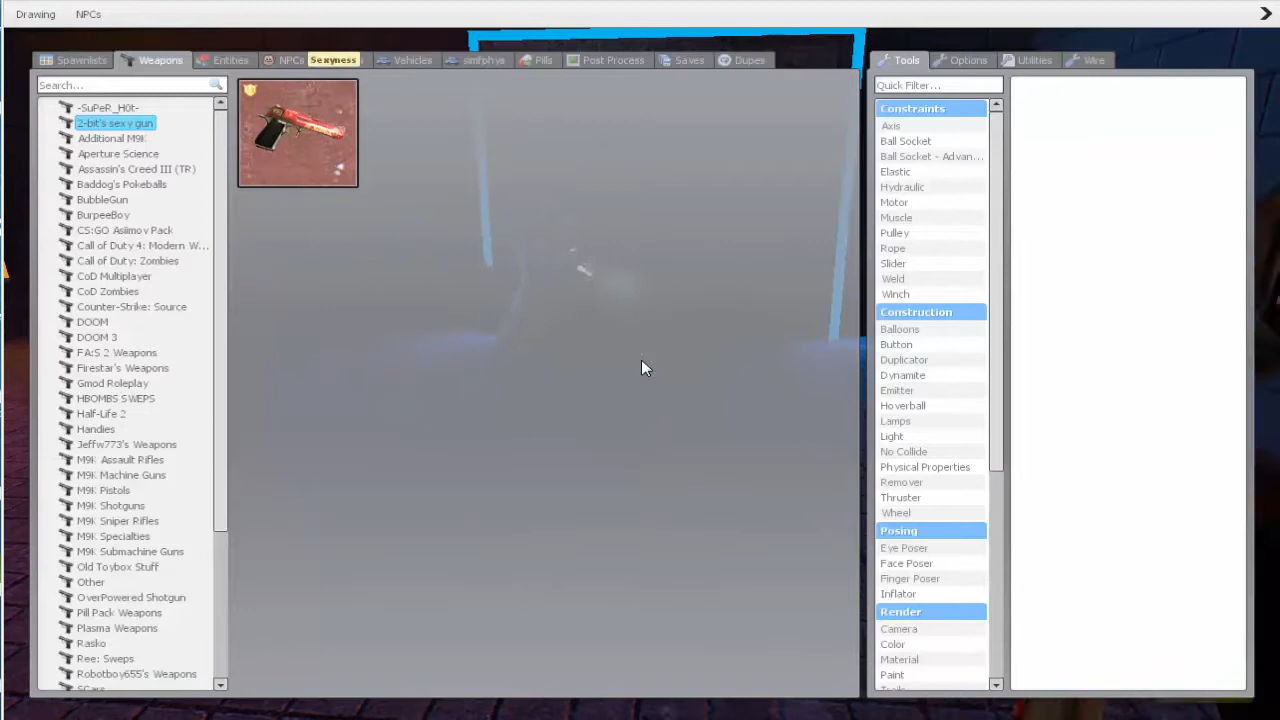 Drawing NPCs
Spawnlists Weapons Entities NPCs Sexyness Vehicles simfphys Pills Post Process Saves Dupes
Search...
-SuPeR_H0t-
2-bit's sexy gun
Additional M9K
Aperture Science
Assassin's Creed III (TR)
Baddog's Pokeballs
BubbleGun
BurpeeBoy
CS:GO Asiimov Pack
Call of Duty 4: Modern W...
Call of Duty: Zombies
CoD Multiplayer
CoD Zombies
Counter-Strike: Source
DOOM
DOOM 3
FA:S 2 Weapons
Firestar's Weapons
Gmod Roleplay
HBOMBS SWEPS
Half-Life 2
Handies
Jeffw773's Weapons
M9K Assault Rifles
M9K Machine Guns
M9K Pistols
M9K Shotguns
M9K Sniper Rifles
M9K Specialties
M9K Submachine Guns
Old Toybox Stuff
Other
OverPowered Shotgun
Pill Pack Weapons
Plasma Weapons
Rasko
Ree: Sweps
Robotboy655's Weapons
SCars
Tools Options Utilities Wire
Quick Filter...
Constraints
Axis
Ball Socket
Ball Socket - Advan...
Elastic
Hydraulic
Motor
Muscle
Pulley
Rope
Slider
Weld
Winch
Construction
Balloons
Button
Duplicator
Dynamite
Emitter
Hoverball
Lamps
Light
No Collide
Physical Properties
Remover
Thruster
Wheel
Posing
Eye Poser
Face Poser
Finger Poser
Inflator
Render
Camera
Color
Material
Paint
Trails